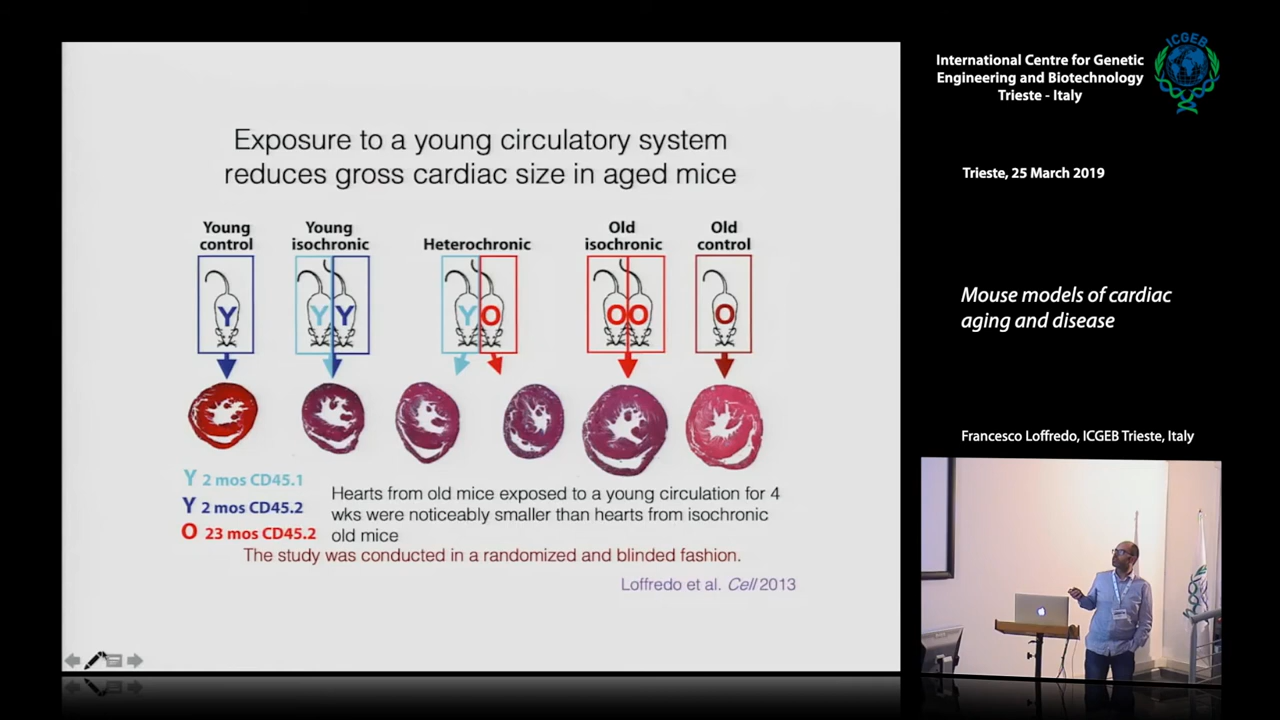 Exposure to a young circulatory system
reduces gross cardiac size in aged mice
Young
control
Young
isochronic
Heterochronic
Old
isochronic
Old
control
Y
Y Y
Y O
O O
O
Y 2 mos CD45.1
Y 2 mos CD45.2
O 23 mos CD45.2
Hearts from old mice exposed to a young circulation for 4
wks were noticeably smaller than hearts from isochronic
old mice
The study was conducted in a randomized and blinded fashion.
Loffredo et al. Cell 2013
International Centre for Genetic
Engineering and Biotechnology
Trieste - Italy
ICGEB
Trieste, 25 March 2019
Mouse models of cardiac
aging and disease
Francesco Loffredo, ICGEB Trieste, Italy